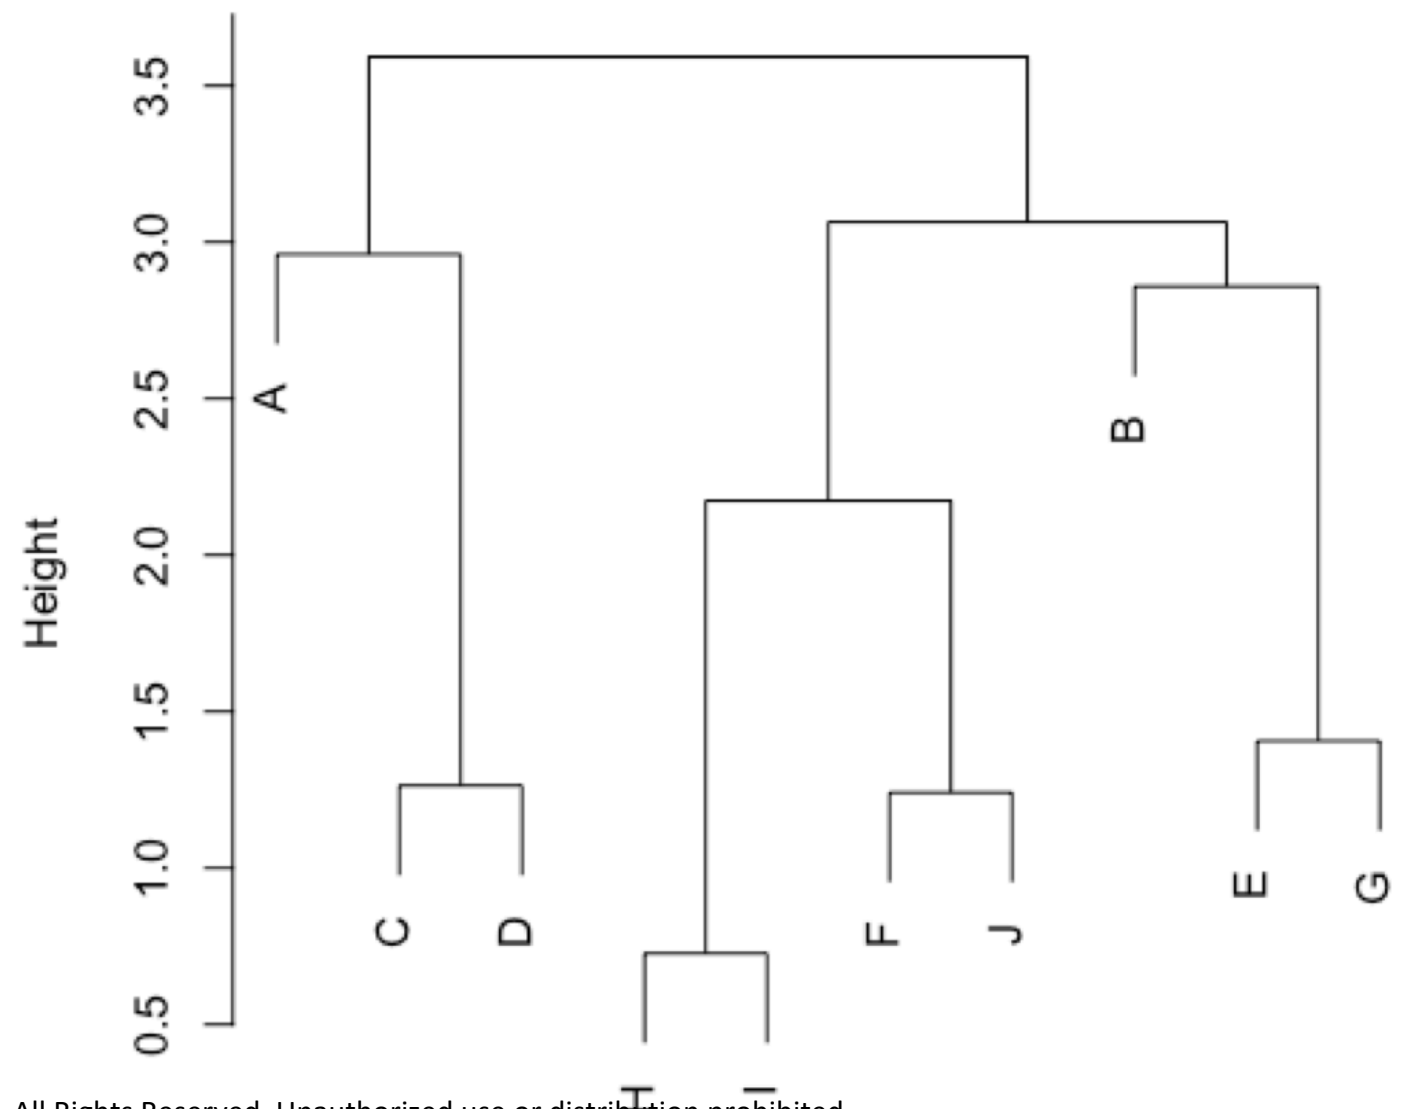 Height
3.5
3.0
2.5
2.0
1.5
1.0
0.5
A
B
C
D
E
G
F
J
H
I
All Rights Reserved. Unauthorized use or distribution prohibited